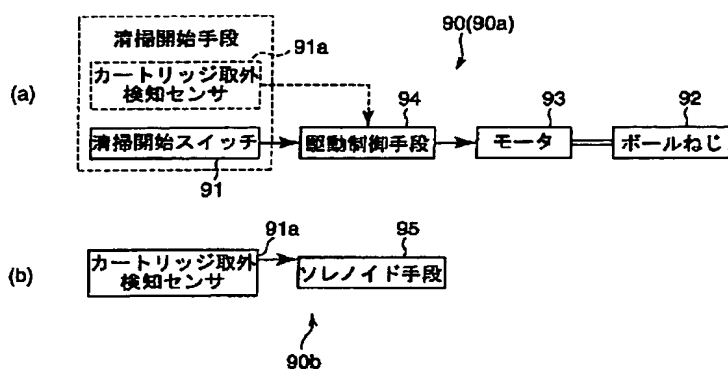 90(90a)
清掃開始手段
91a
(a)
カートリッジ取外
検知センサ
94
93
92
清掃開始スイッチ
駆動制御手段
モータ
ボールねじ
91
91a
95
(b)
カートリッジ取外
検知センサ
ソレノイド手段
90b